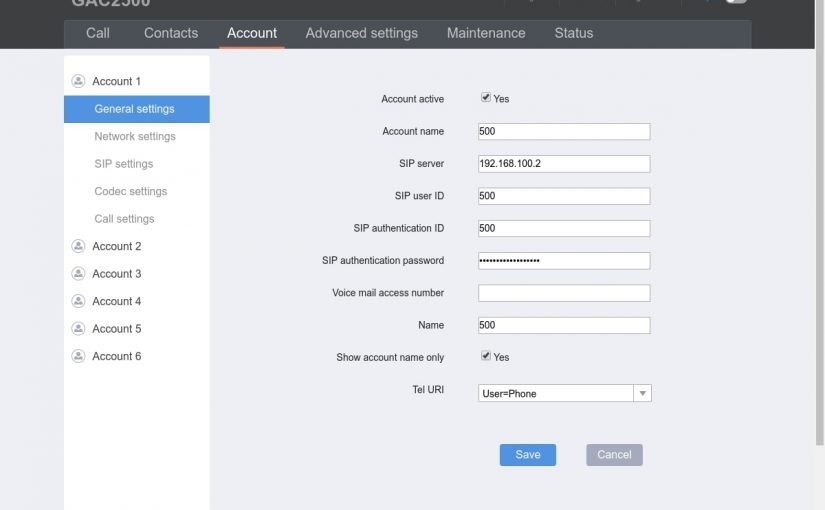 GAC2500
Call Contacts Account Advanced settings Maintenance Status
Account 1
General settings
Network settings
SIP settings
Codec settings
Call settings
Account 2
Account 3
Account 4
Account 5
Account 6
Account active Yes
Account name 500
SIP server 192.168.100.2
SIP user ID 500
SIP authentication ID 500
SIP authentication password ••••••••••••••••••
Voice mail access number
Name 500
Show account name only Yes
Tel URI User=Phone
Save Cancel